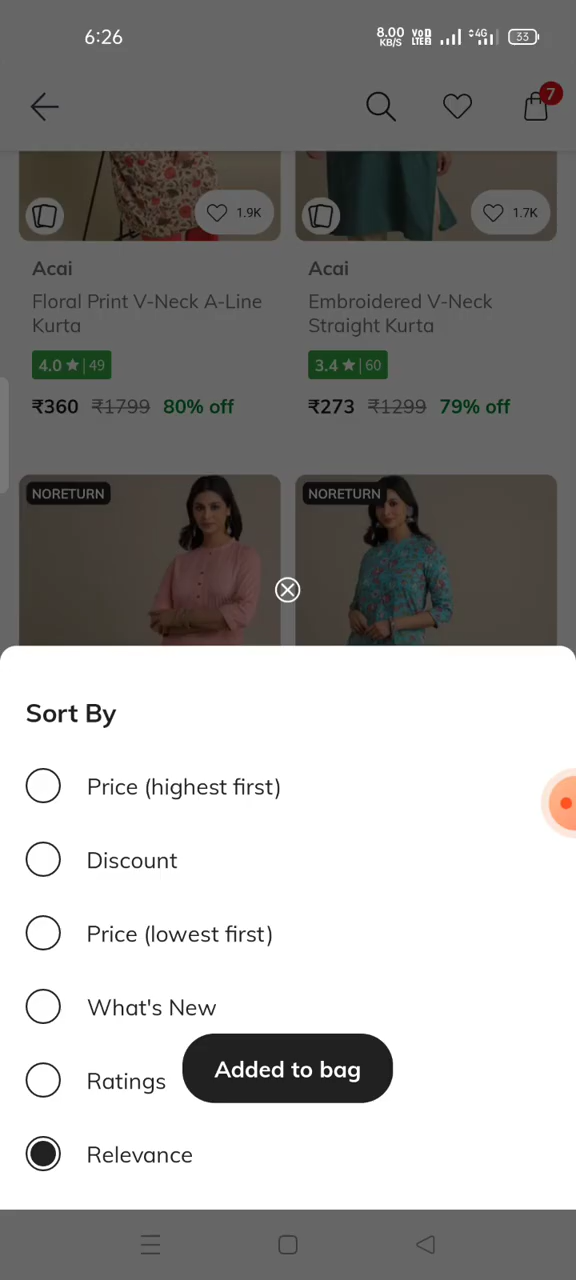 6:26
8.00 KB/S VoD LTE 4G 33
7
1.9K
1.7K
Acai
Acai
Floral Print V-Neck A-Line
Kurta
Embroidered V-Neck
Straight Kurta
4.0 ★ | 49
3.4 ★ | 60
₹360 ₹1799 80% off
₹273 ₹1299 79% off
NORETURN
NORETURN
Sort By
Price (highest first)
Discount
Price (lowest first)
What's New
Ratings
Added to bag
Relevance